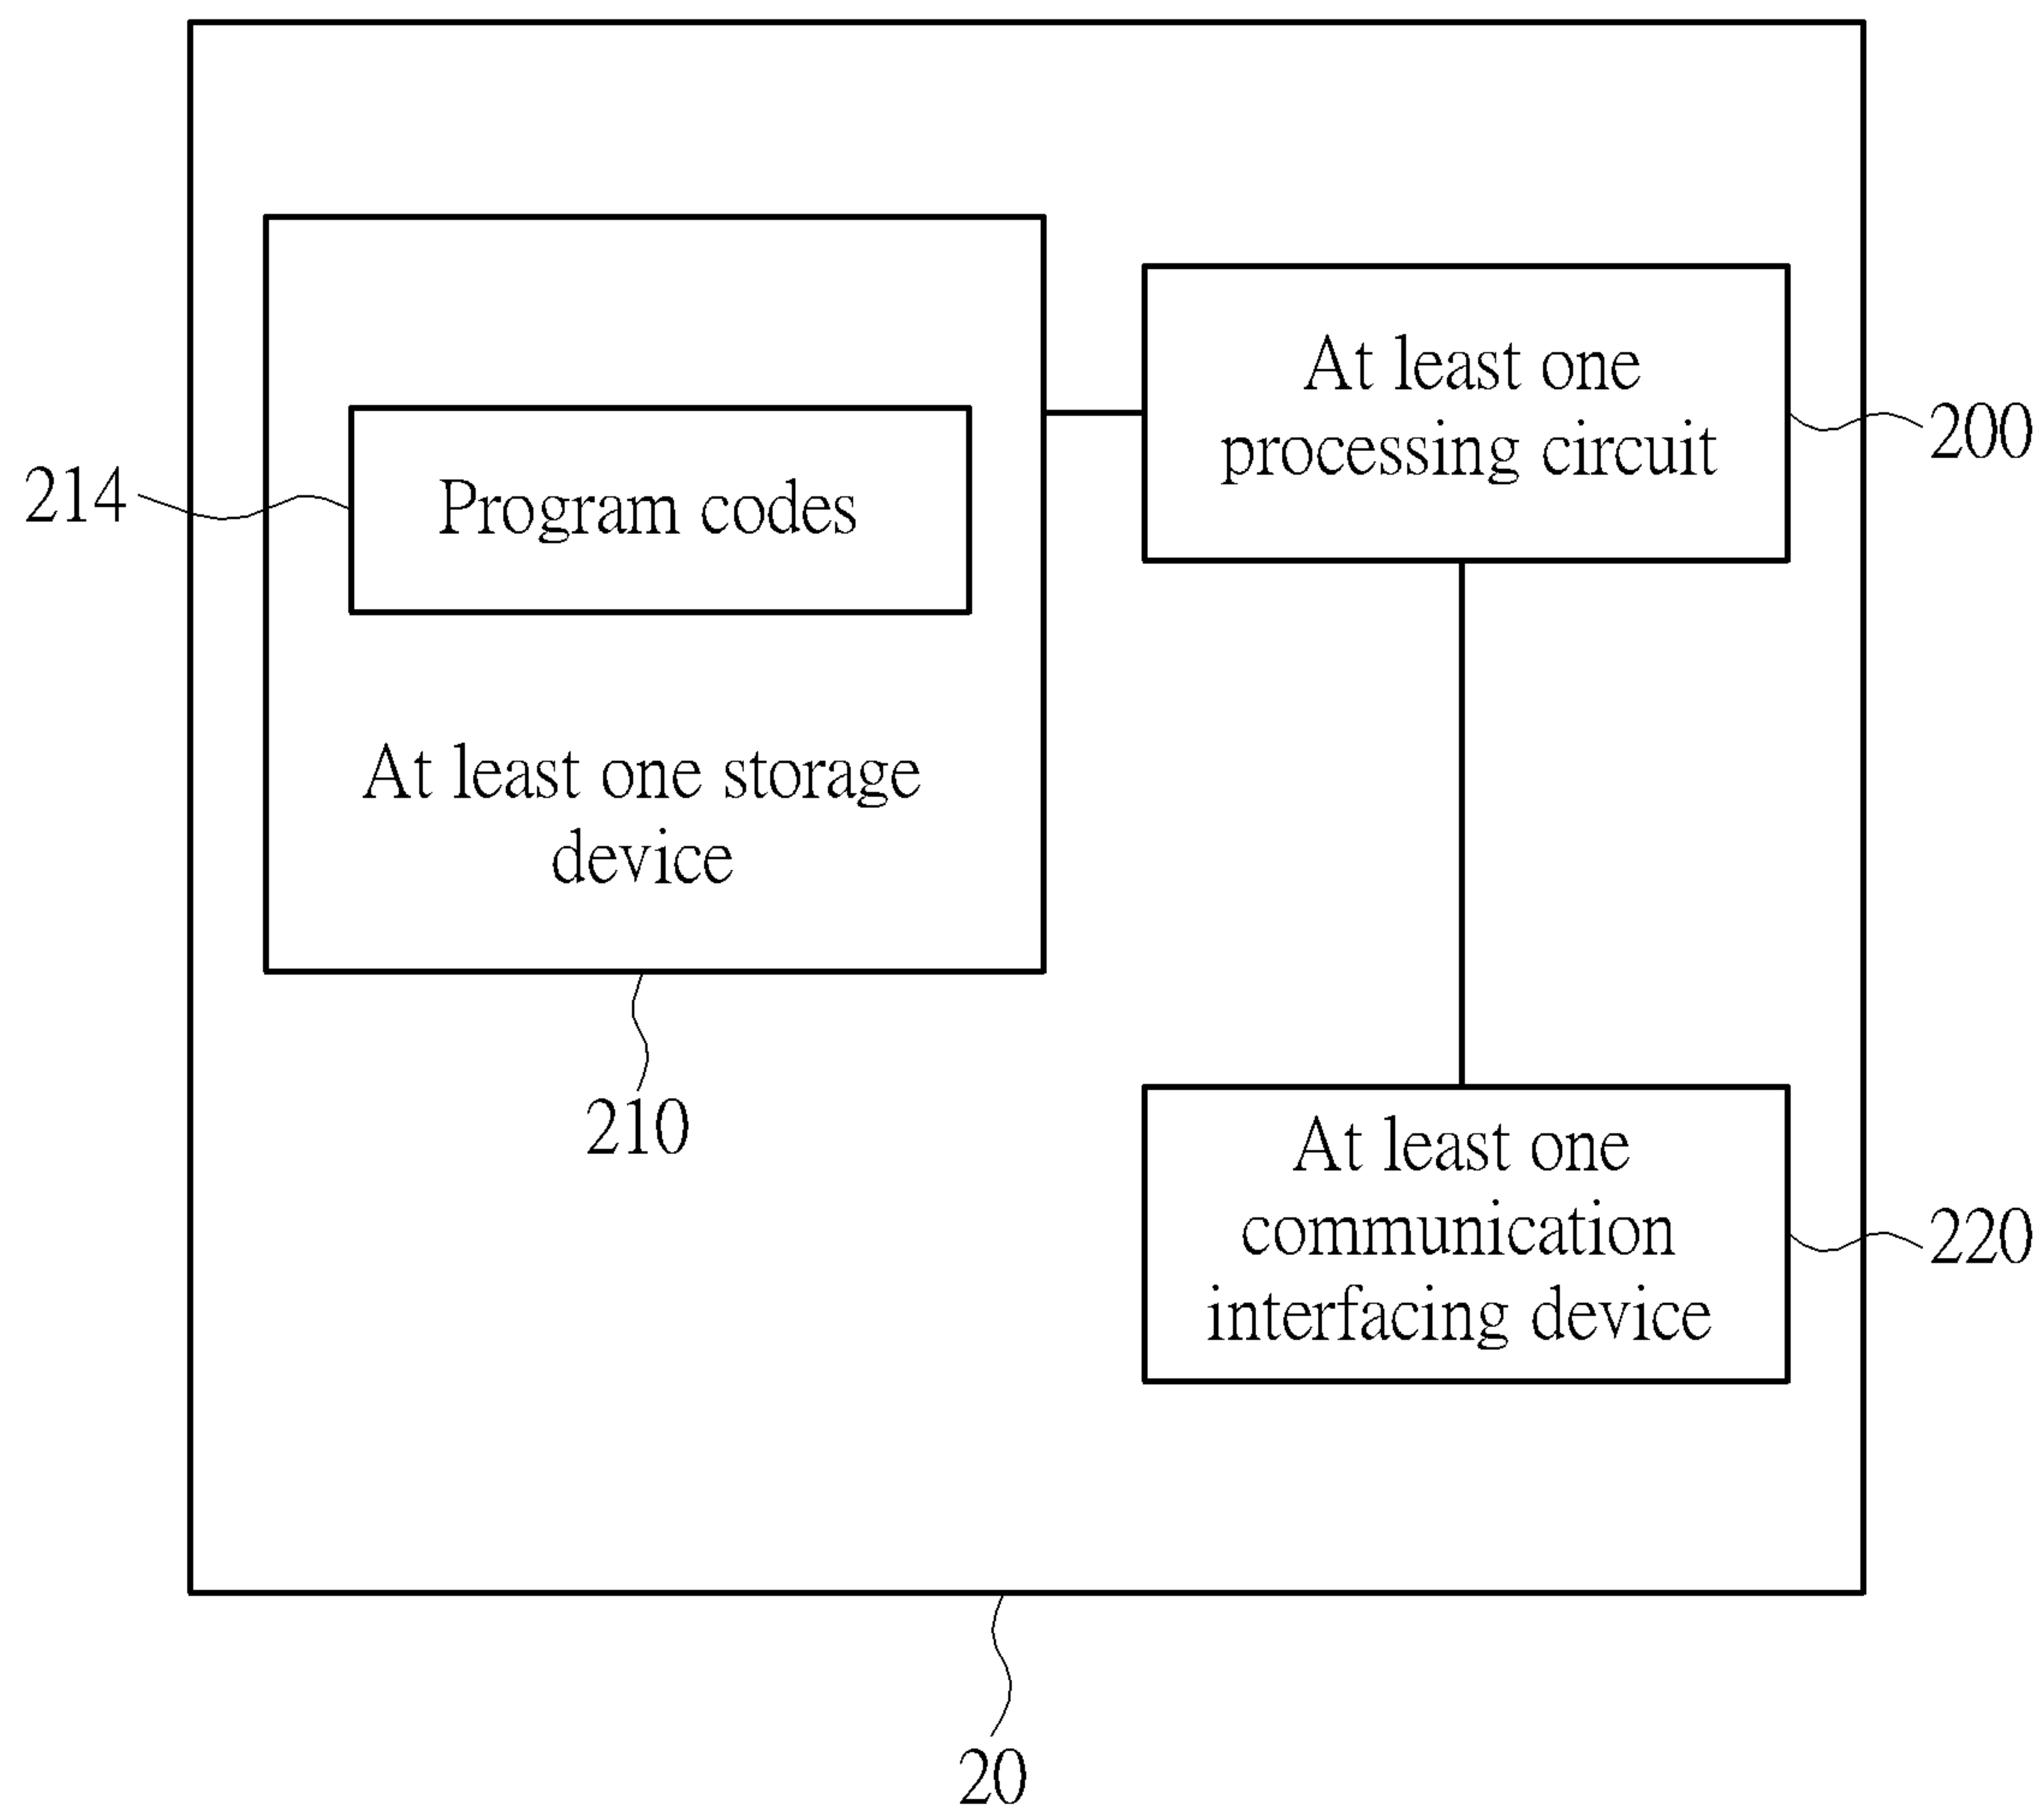 At least one
processing circuit
200
214
Program codes
At least one storage
device
210
At least one
communication
interfacing device
220
20